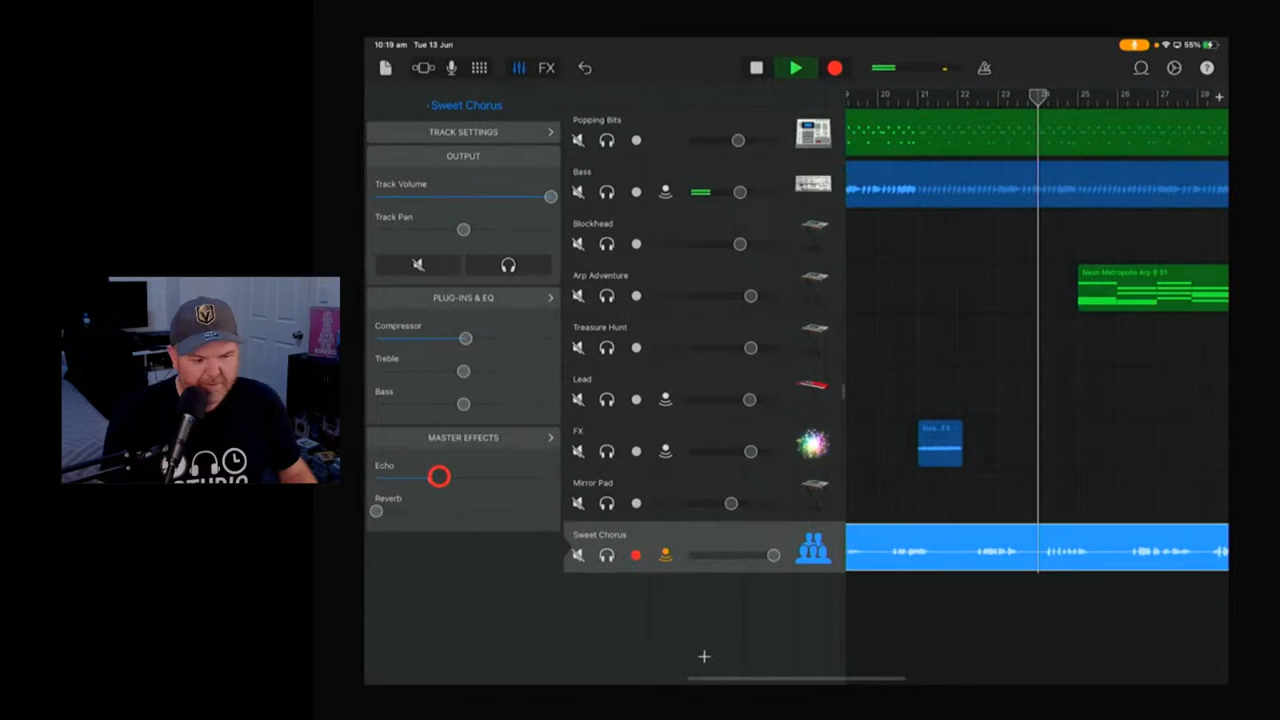 10:19 am Tue 13 Jun
55%
FX
Sweet Chorus
TRACK SETTINGS
OUTPUT
Track Volume
Track Pan
PLUG-INS & EQ
Compressor
Treble
Bass
MASTER EFFECTS
Echo
Reverb
Popping Bits
Bass
Blockhead
Arp Adventure
Treasure Hunt
Lead
FX
Mirror Pad
Sweet Chorus
20 21 22 23 24 25 26 27 28
Neon Metropolis Arp B 01
STUDIO